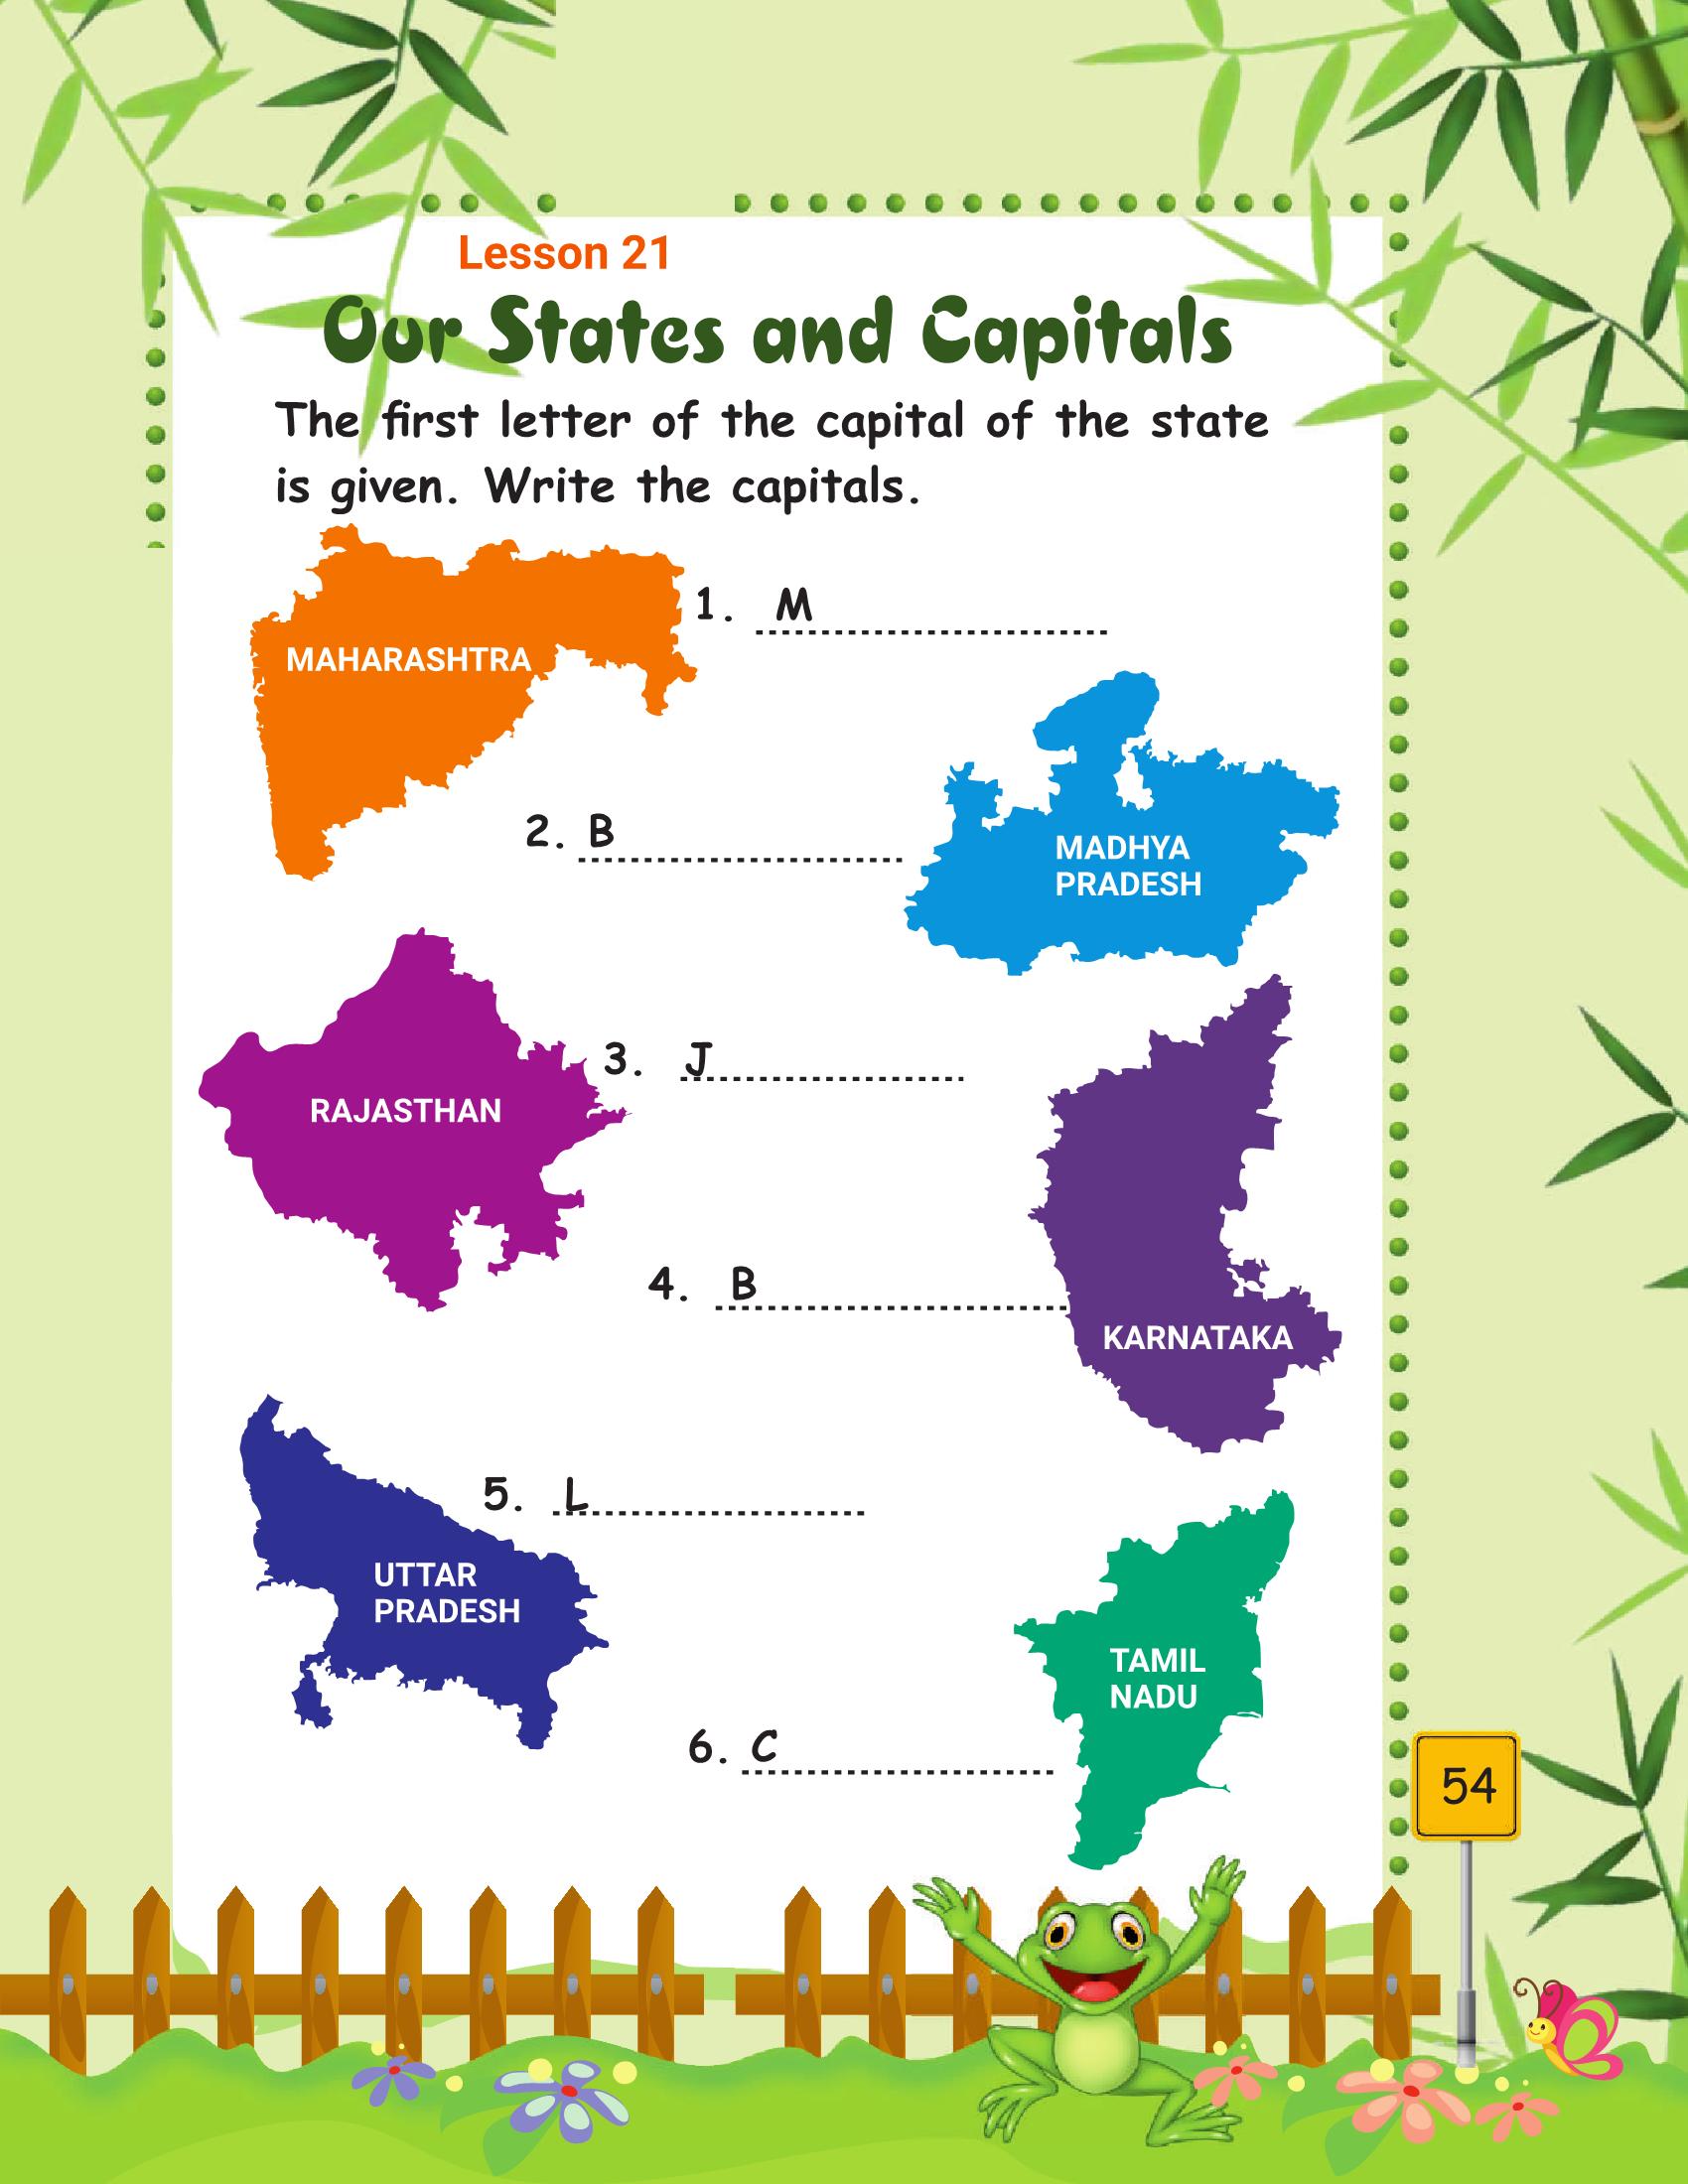 Lesson 21
Our States and Capitals
The first letter of the capital of the state
is given. Write the capitals.
1. M
MAHARASHTRA
2. B
MADHYA
PRADESH
3. J
RAJASTHAN
4. B
KARNATAKA
5. L
UTTAR
PRADESH
TAMIL
NADU
6. C
54